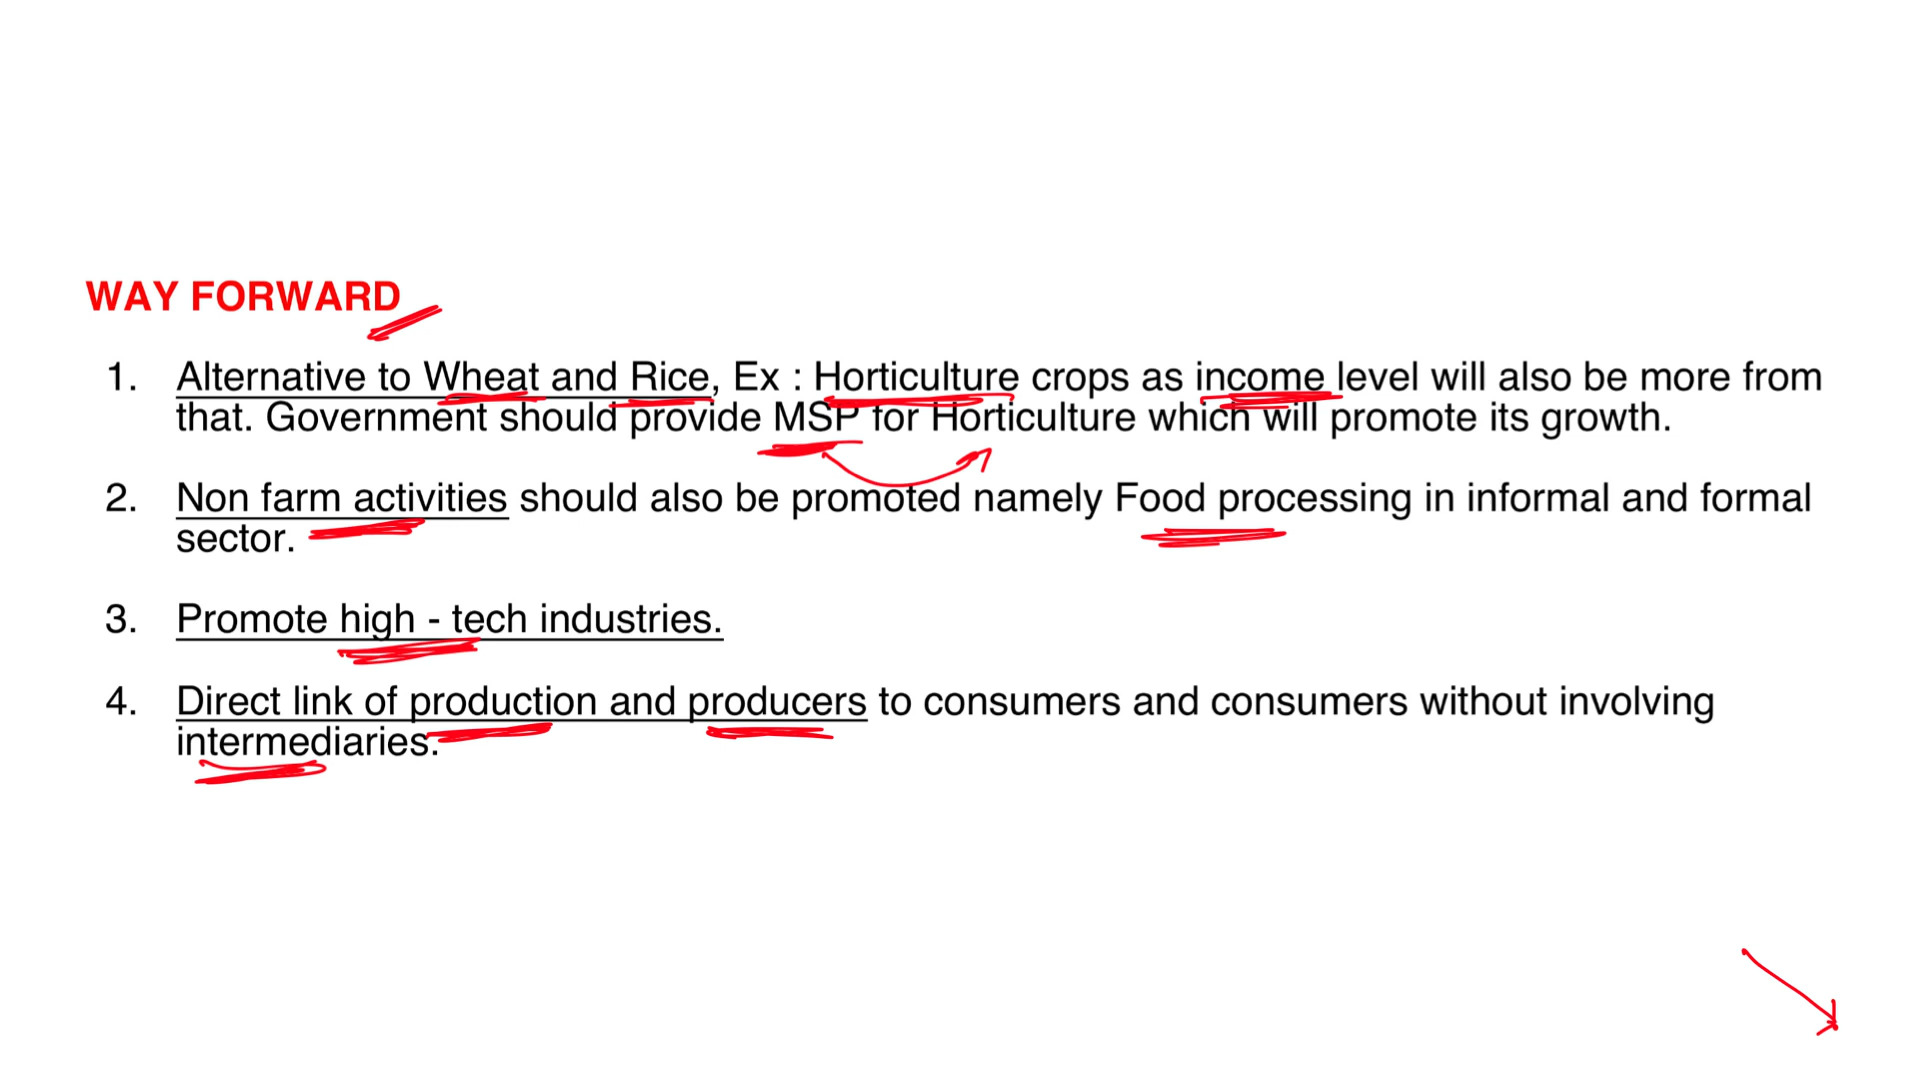 WAY FORWARD
1. Alternative to Wheat and Rice, Ex : Horticulture crops as income level will also be more from
that. Government should provide MSP for Horticulture which will promote its growth.
2. Non farm activities should also be promoted namely Food processing in informal and formal
sector.
3. Promote high - tech industries.
4. Direct link of production and producers to consumers and consumers without involving
intermediaries.